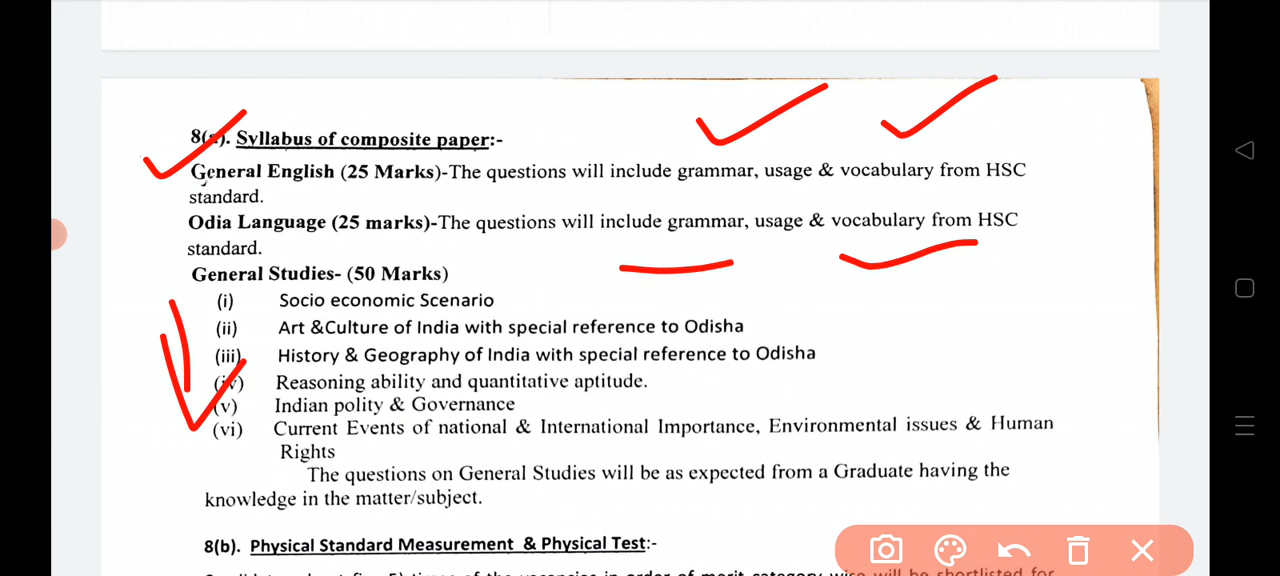 8(a). Syllabus of composite paper:-
General English (25 Marks)-The questions will include grammar, usage & vocabulary from HSC
standard.
Odia Language (25 marks)-The questions will include grammar, usage & vocabulary from HSC
standard.
General Studies- (50 Marks)
(i) Socio economic Scenario
(ii) Art &Culture of India with special reference to Odisha
(iii) History & Geography of India with special reference to Odisha
(iv) Reasoning ability and quantitative aptitude.
(v) Indian polity & Governance
(vi) Current Events of national & International Importance, Environmental issues & Human
Rights
The questions on General Studies will be as expected from a Graduate having the
knowledge in the matter/subject.
8(b). Physical Standard Measurement & Physical Test:-